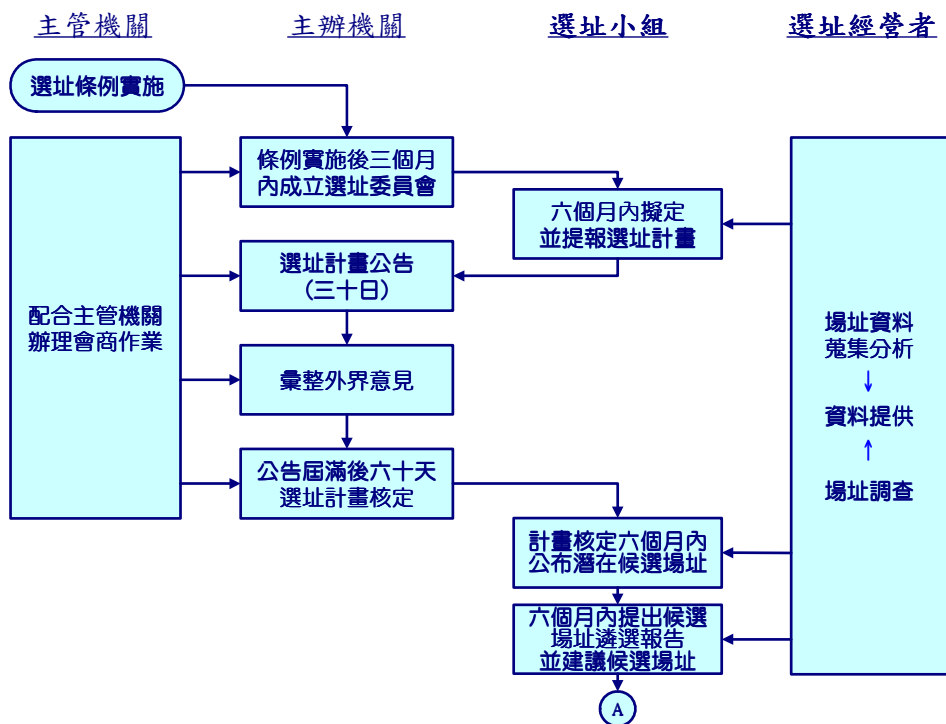 主管機關
主辦機關
選址小組
選址經營者
選址條例實施
條例實施後三個月
內成立選址委員會
六個月內擬定
並提報選址計畫
選址計畫公告
(三十日)
配合主管機關
辦理會商作業
場址資料
蒐集分析
↓
資料提供
↑
場址調查
彙整外界意見
公告屆滿後六十天
選址計畫核定
計畫核定六個月內
公布潛在候選場址
六個月內提出候選
場址遴選報告
並建議候選場址
A